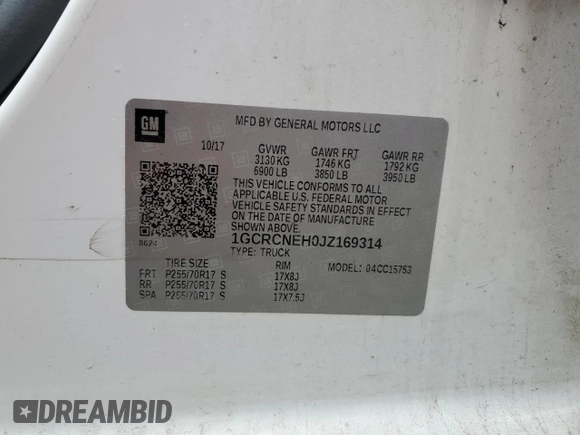 GM
MFD BY GENERAL MOTORS LLC
10/17 GVWR GAWR FRT GAWR RR
3130 KG 1746 KG 1792 KG
6900 LB 3850 LB 3950 LB
THIS VEHICLE CONFORMS TO ALL
APPLICABLE U.S. FEDERAL MOTOR
VEHICLE SAFETY STANDARDS IN EFFECT
ON THE DATE OF MANUFACTURE
SHOWN ABOVE.
8624 1GCRCNEH0JZ169314
TYPE: TRUCK
TIRE SIZE RIM MODEL: 04CC15753
FRT P255/70R17 S 17X8J
RR P255/70R17 S 17X8J
SPA P255/70R17 S 17X7.5J
DREAMBID